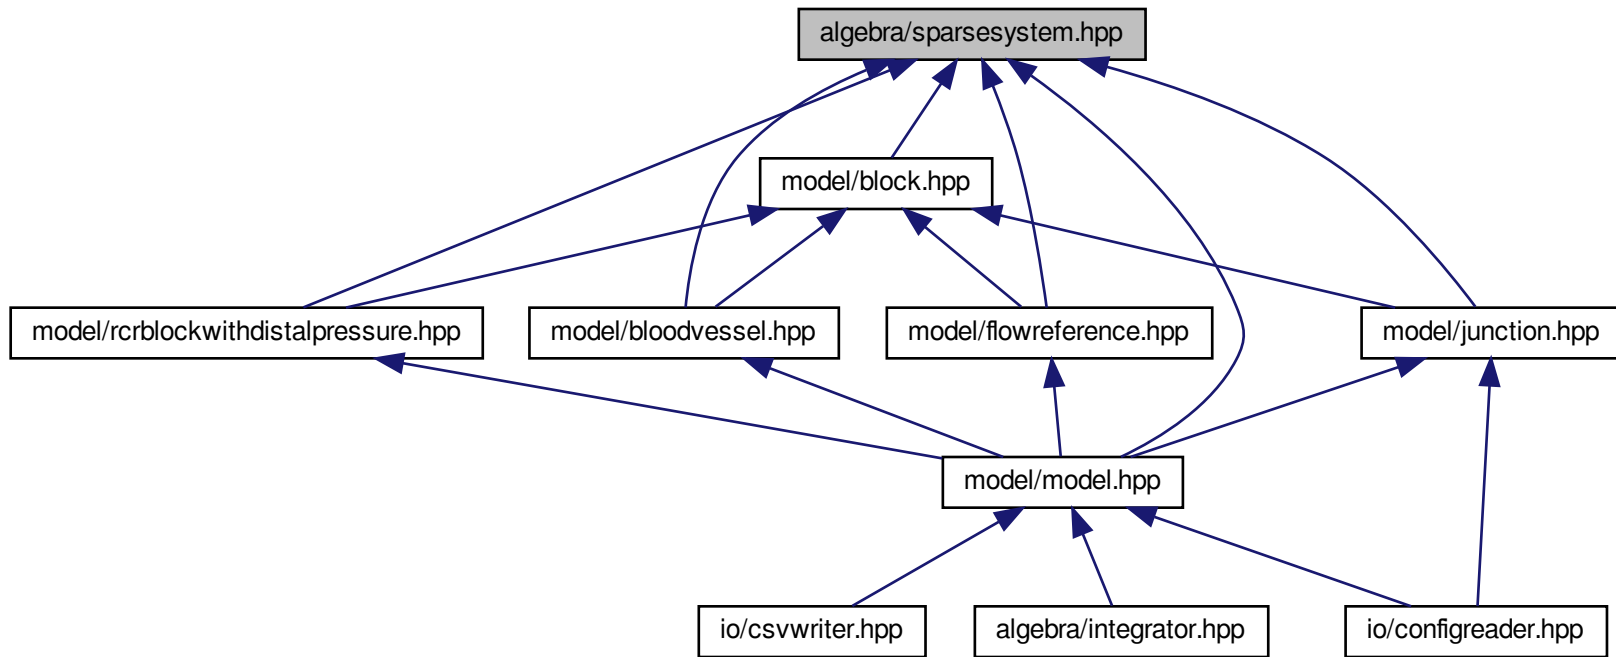 algebra/sparsesystem.hpp
model/block.hpp
model/rcrblockwithdistalpressure.hpp
model/bloodvessel.hpp
model/flowreference.hpp
model/junction.hpp
model/model.hpp
io/csvwriter.hpp
algebra/integrator.hpp
io/configreader.hpp